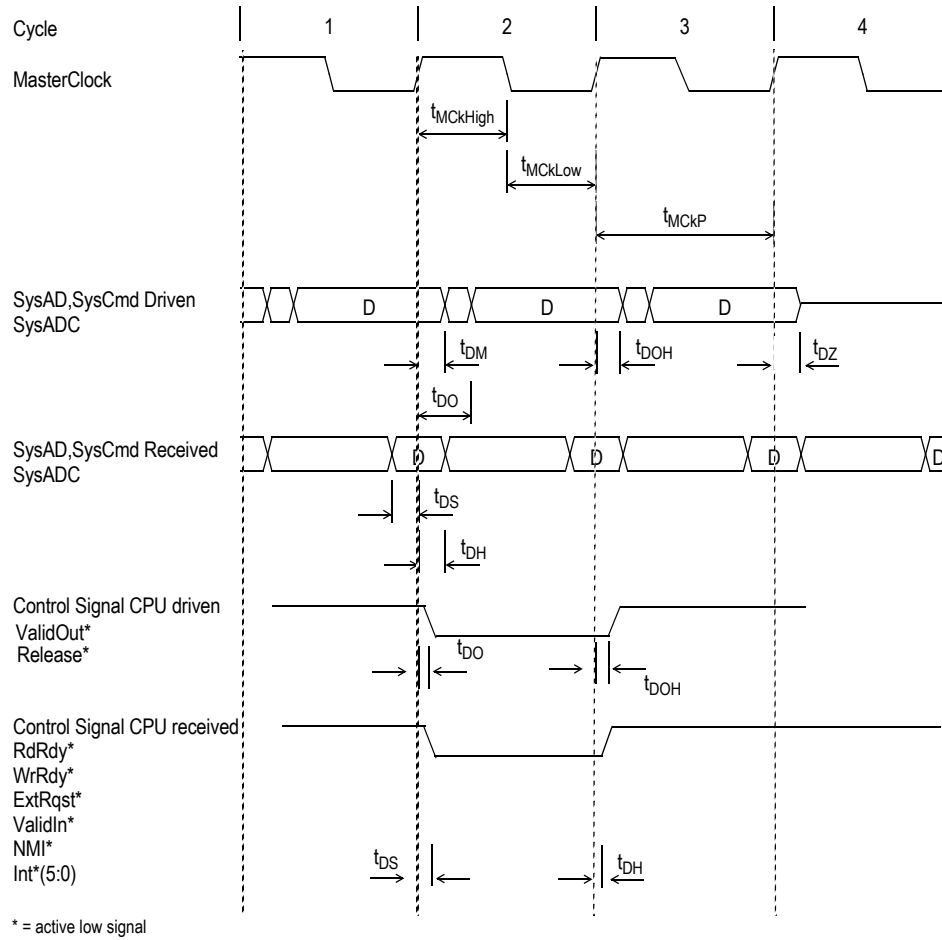 Cycle 1 2 3 4
MasterClock
tMCkHigh
tMCkLow
tMCkP
SysAD,SysCmd Driven
SysADC
D D D
tDM tDOH tDZ
tDO
SysAD,SysCmd Received
SysADC
D D D D
tDS
tDH
Control Signal CPU driven
ValidOut*
Release*
tDO
tDOH
Control Signal CPU received
RdRdy*
WrRdy*
ExtRqst*
ValidIn*
NMI*
Int*(5:0)
tDS tDH
* = active low signal